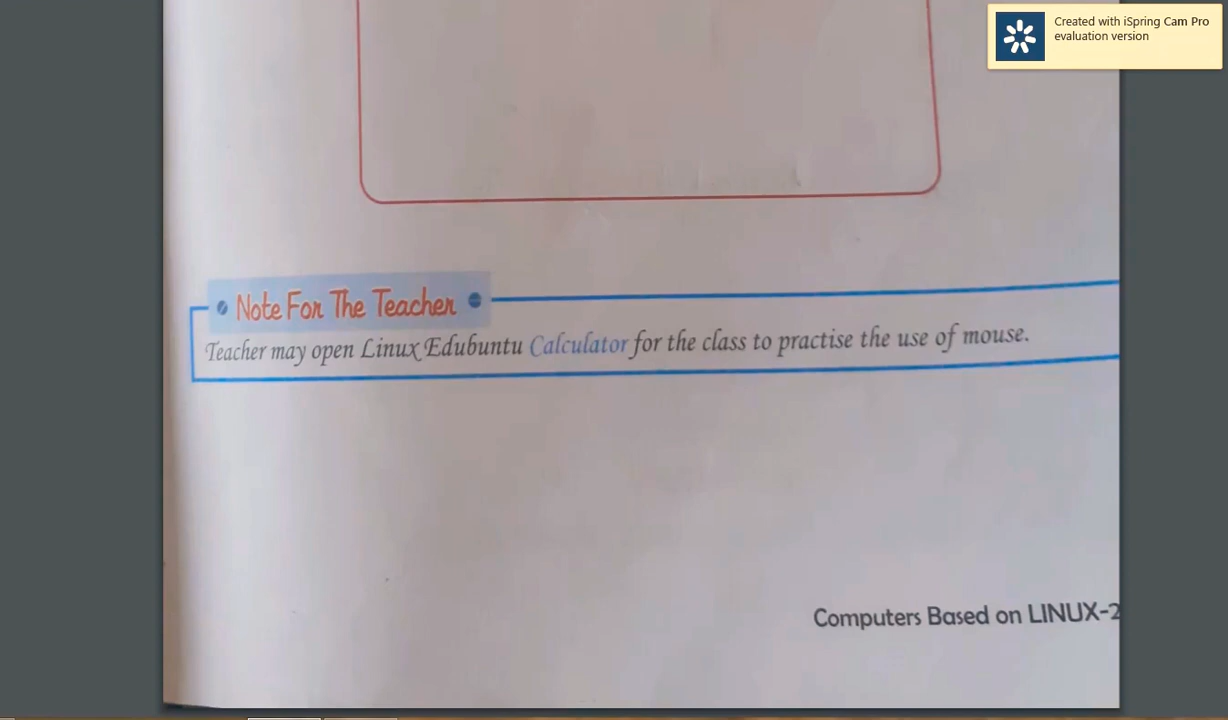 Created with iSpring Cam Pro
evaluation version
Note For The Teacher
Teacher may open Linux Edubuntu Calculator for the class to practise the use of mouse.
Computers Based on LINUX-2